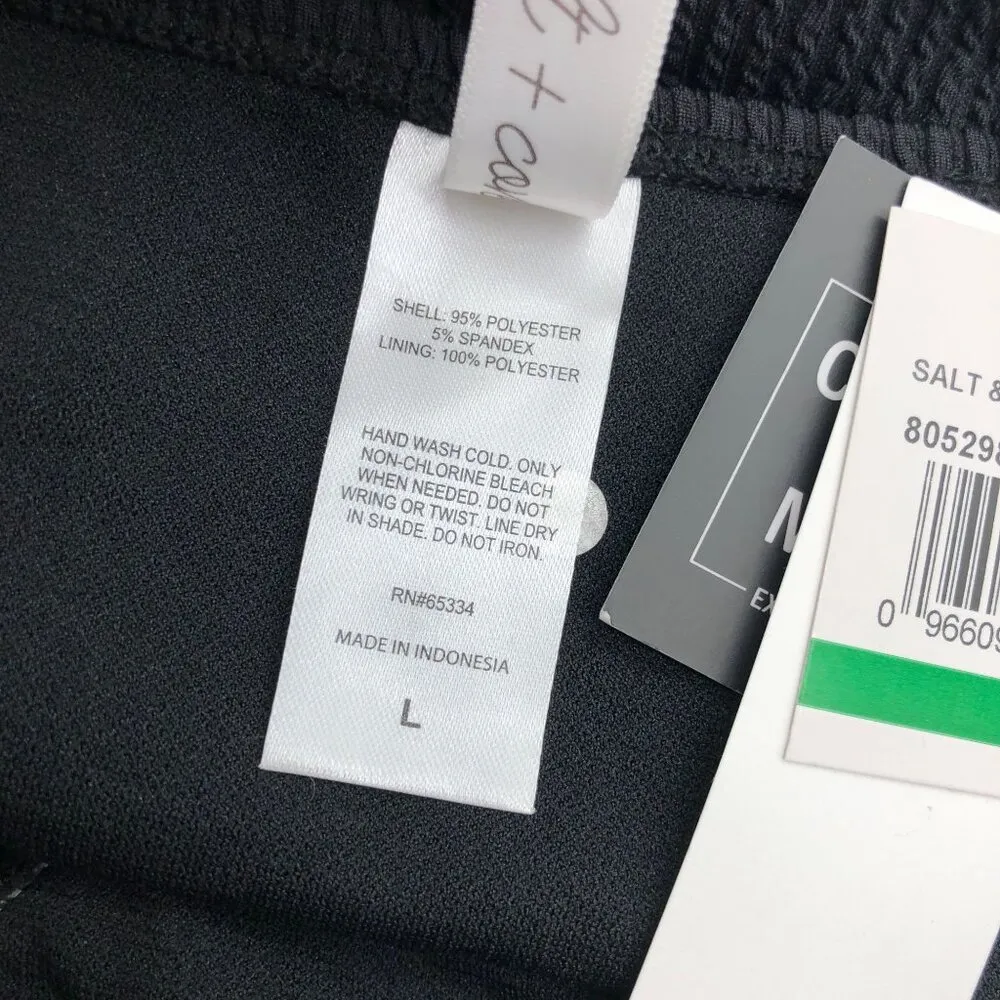 +
SHELL: 95% POLYESTER
5% SPANDEX
LINING: 100% POLYESTER
HAND WASH COLD. ONLY
NON-CHLORINE BLEACH
WHEN NEEDED. DO NOT
WRING OR TWIST. LINE DRY
IN SHADE. DO NOT IRON.
RN#65334
MADE IN INDONESIA
L
SALT &
805298
0 96609